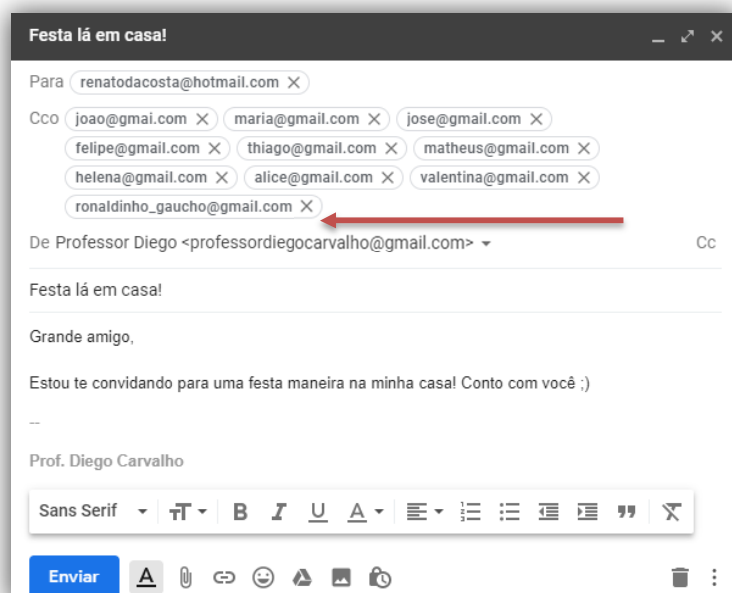 Festa lá em casa!
Para renatodacosta@hotmail.com
Cco joao@gmai.com maria@gmail.com jose@gmail.com
felipe@gmail.com thiago@gmail.com matheus@gmail.com
helena@gmail.com alice@gmail.com valentina@gmail.com
ronaldinho_gaucho@gmail.com
De Professor Diego <professordiegocarvalho@gmail.com> Cc
Festa lá em casa!
Grande amigo,
Estou te convidando para uma festa maneira na minha casa! Conto com você ;)
--
Prof. Diego Carvalho
Sans Serif TT B I U A
Enviar A